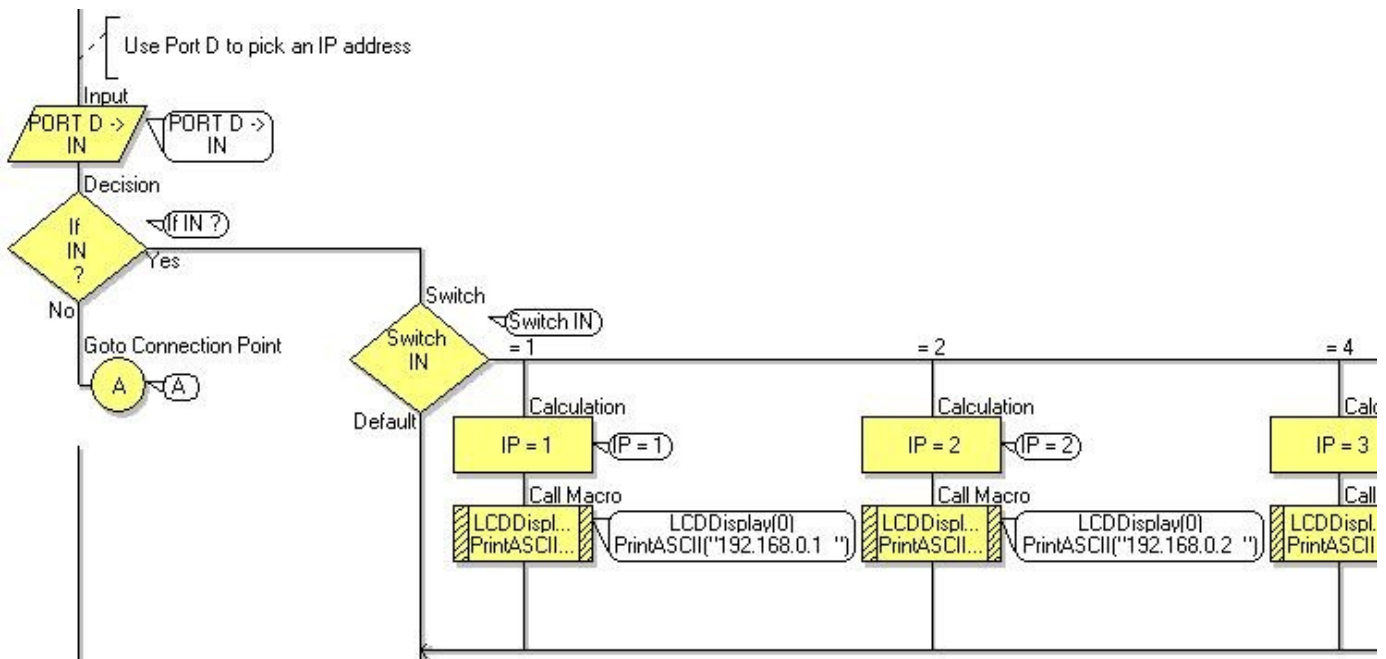 Use Port D to pick an IP address
Input
PORT D ->
IN
PORT D ->
IN
Decision
If
IN
?
If IN ?
Yes
No
Switch
Switch
IN
Switch IN
= 1
= 2
= 4
Goto Connection Point
A
A
Default
Calculation
IP = 1
IP = 1
Calculation
IP = 2
IP = 2
Calc
IP = 3
Call Macro
LCDDispl...
PrintASCII...
LCDDisplay(0)
PrintASCII("192.168.0.1 ")
Call Macro
LCDDispl...
PrintASCII...
LCDDisplay(0)
PrintASCII("192.168.0.2 ")
Call
LCDDispl.
PrintASCII